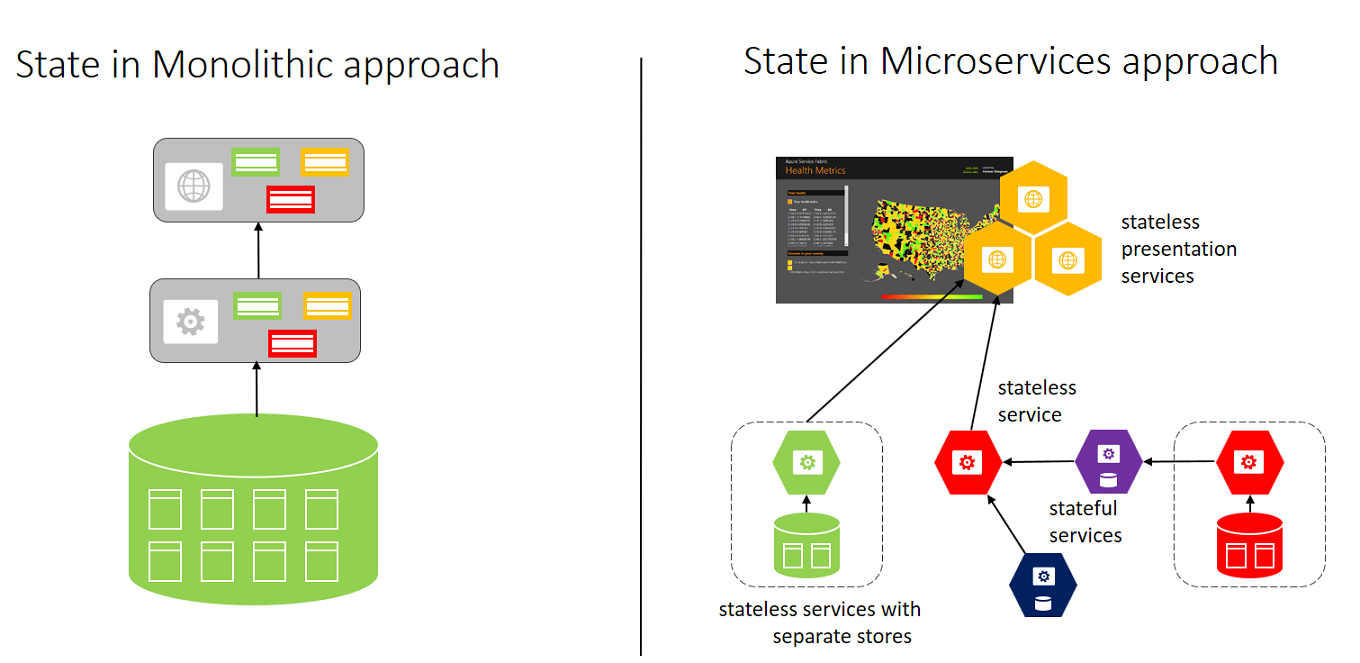 State in Monolithic approach
State in Microservices approach
Azure Service Fabric
Health Metrics
stateless
presentation
services
stateless
service
stateful
services
stateless services with
separate stores